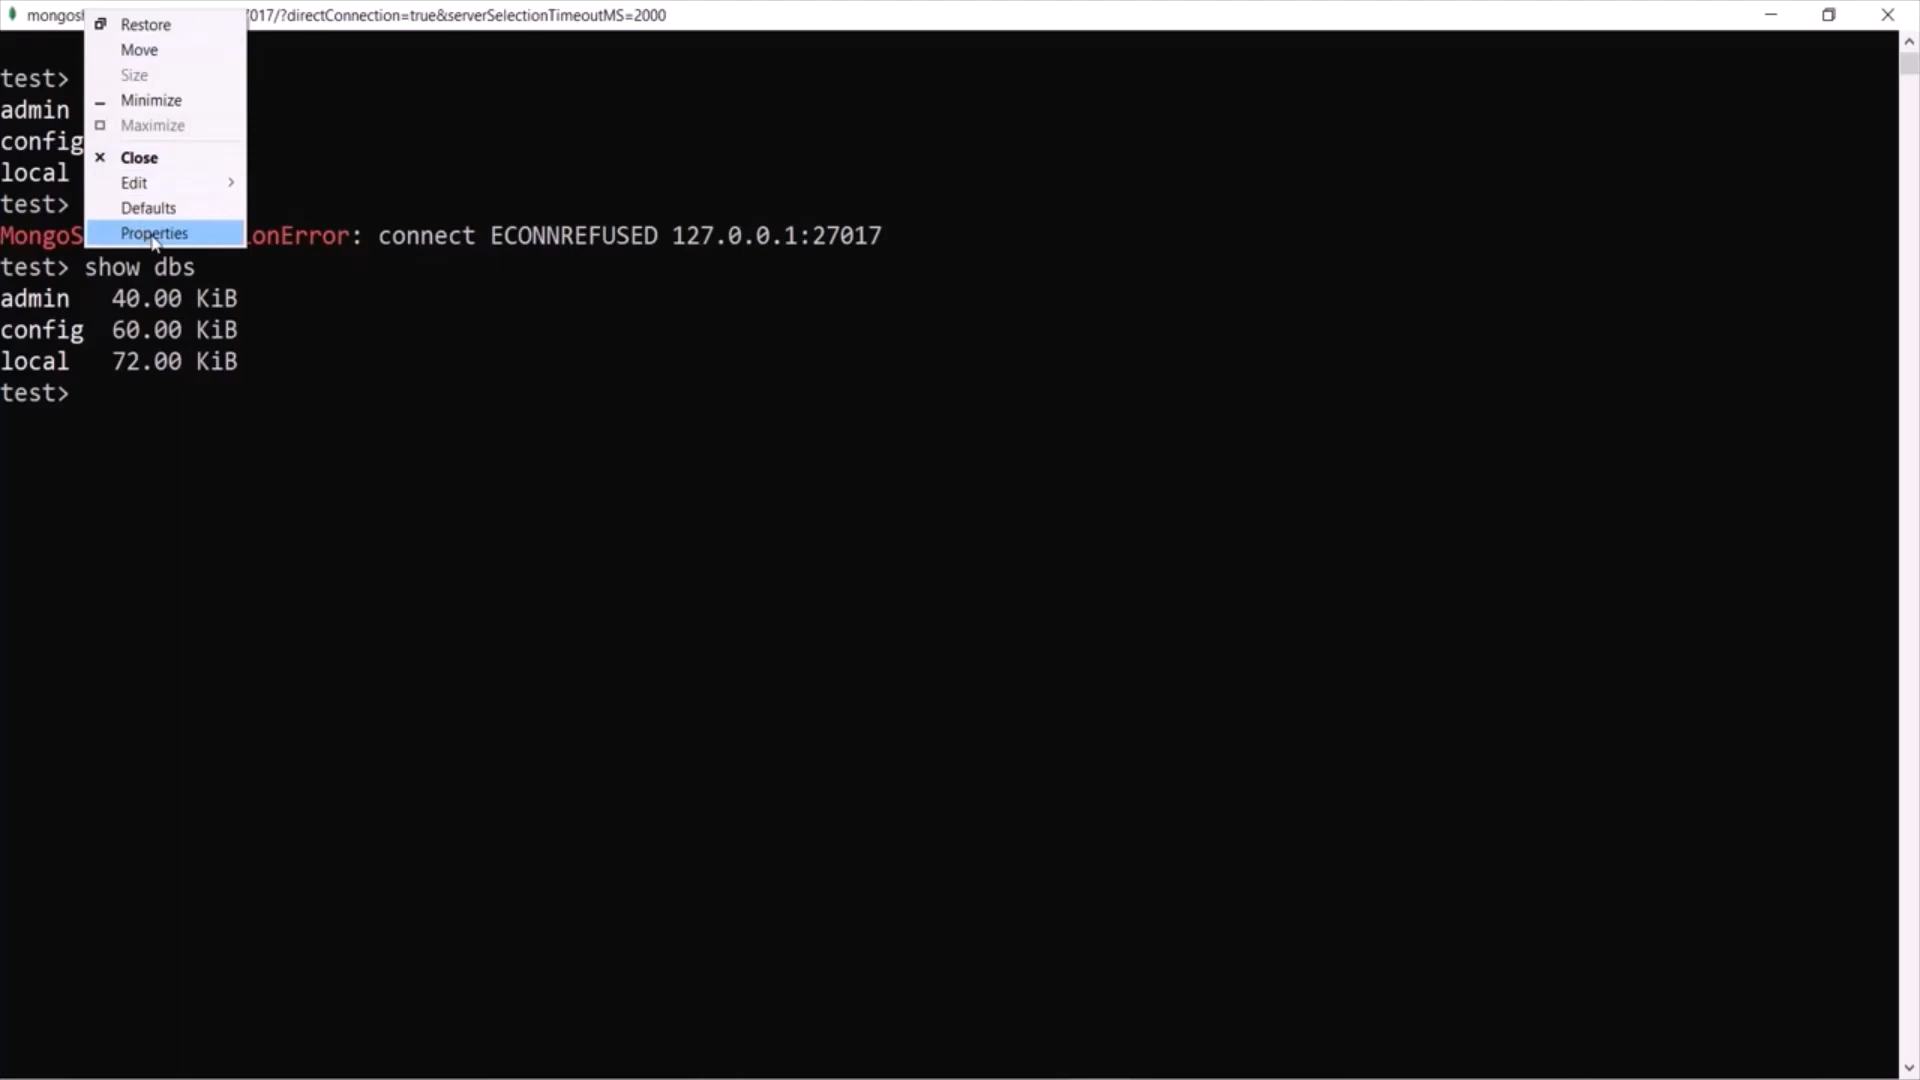 mongosh 017/?directConnection=true&serverSelectionTimeoutMS=2000
Restore
Move
Size
Minimize
Maximize
Close
Edit
Defaults
Properties
test>
admin
config
local
test>
MongoS onError: connect ECONNREFUSED 127.0.0.1:27017
test> show dbs
admin 40.00 KiB
config 60.00 KiB
local 72.00 KiB
test>